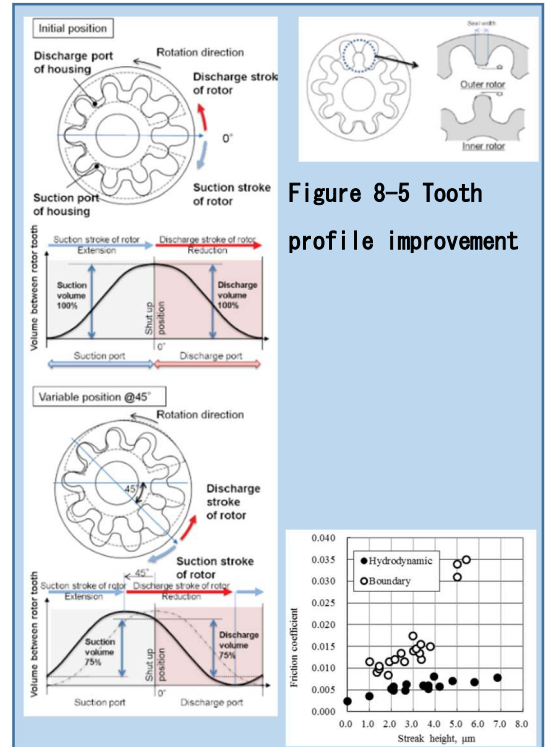 Initial position
Discharge port
of housing
Rotation direction
Discharge strok
of rotor
0°
Suction stroke
of rotor
Suction port
of housing
Volume between rotor tooth
Suction stroke of rotor
Extension
Discharge stroke of rotor
Reduction
Suction
volume
100%
Shut up
position
Discharge
volume
100%
0°
Suction port
Discharge port
Variable position @45°
Rotation direction
45°
Discharge
stroke
of rotor
Suction stroke
of rotor
45°
Volume between rotor tooth
Suction stroke of rotor
Extension
Discharge stroke of rotor
Reduction
Suction
volume
75%
Shut up
position
Discharge
volume
75%
0°
Suction port
Discharge port
Seal width
Outer rotor
Inner rotor
Figure 8-5 Tooth
profile improvement
Friction coefficient
0.040
0.035
0.030
0.025
0.020
0.015
0.010
0.005
0.000
Hydrodynamic
Boundary
0.0 1.0 2.0 3.0 4.0 5.0 6.0 7.0 8.0
Streak height, μm